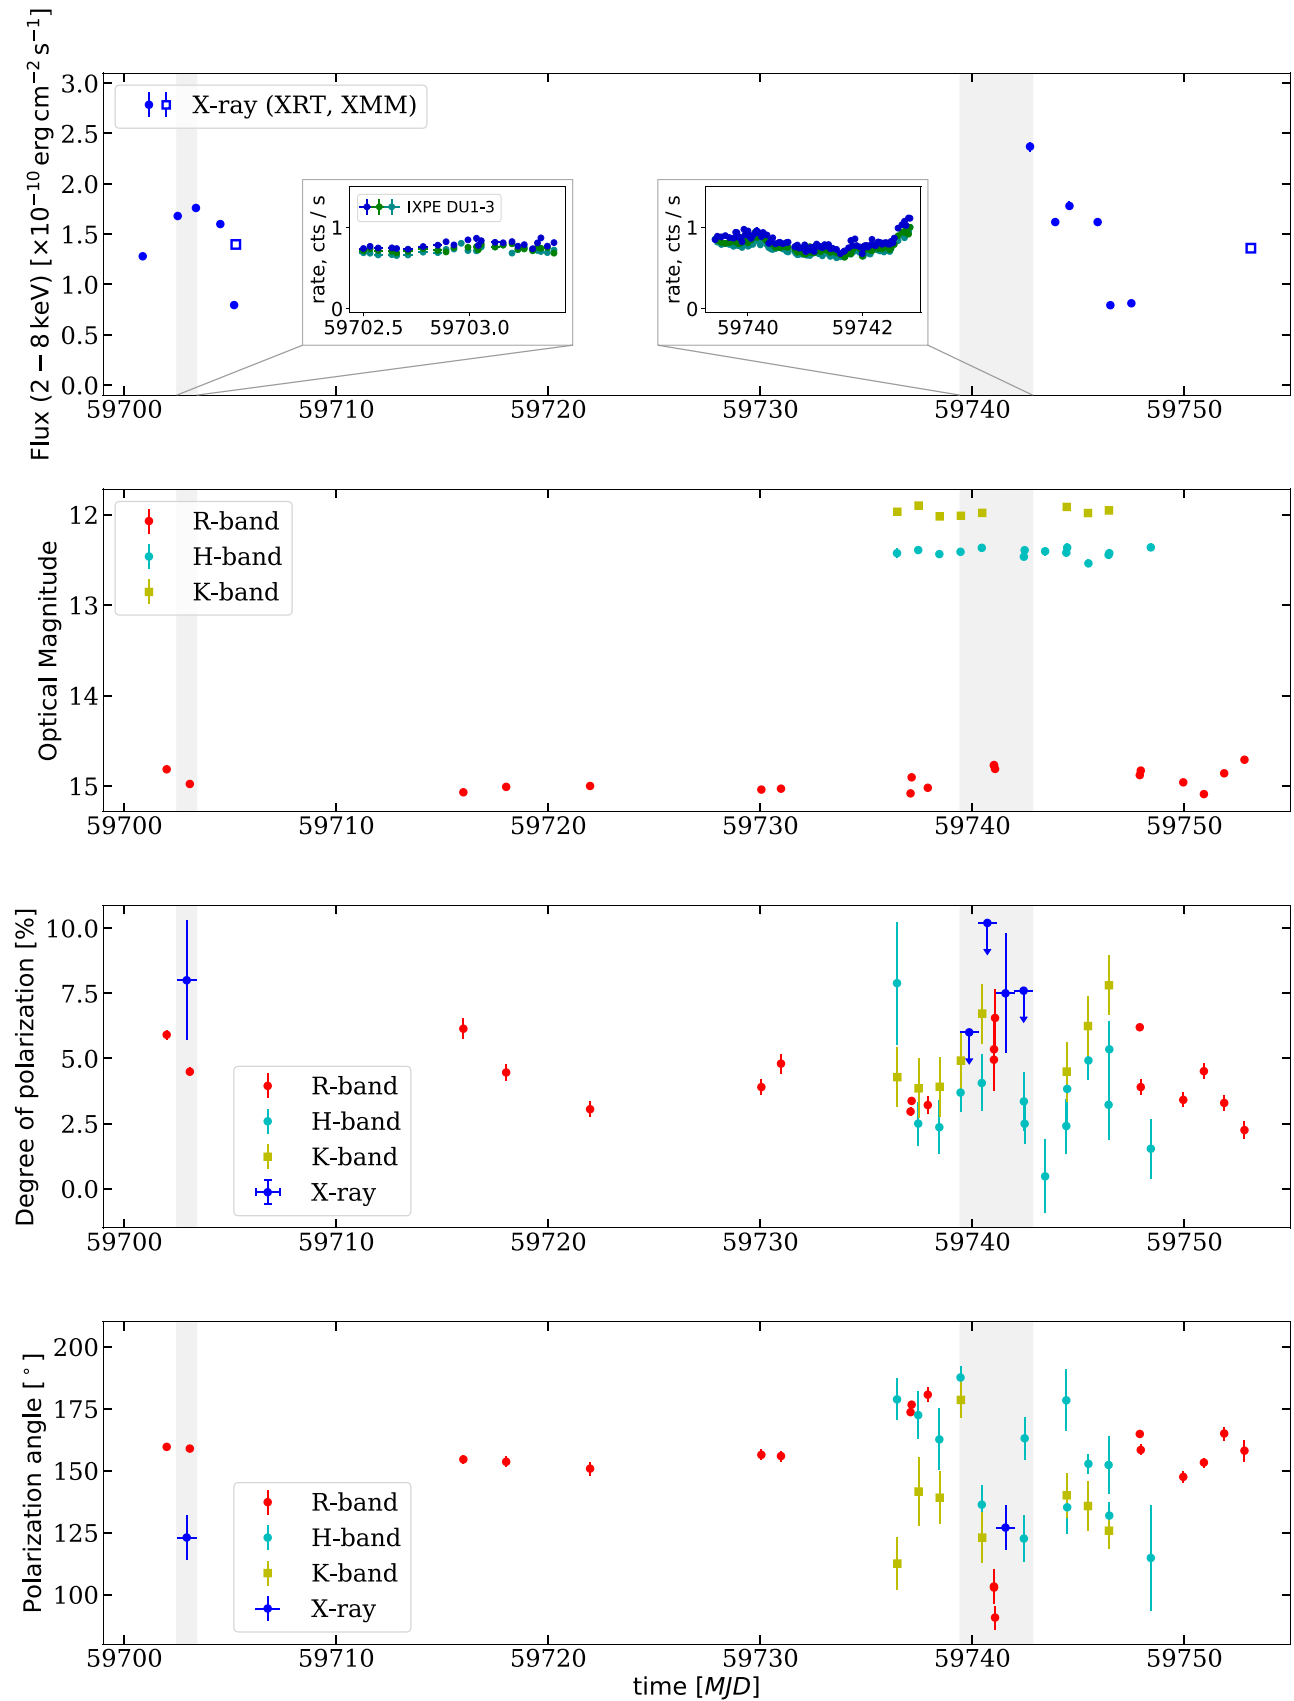 Flux (2 − 8 keV) [×10⁻¹⁰ erg cm⁻² s⁻¹]
3.0
2.5
2.0
1.5
1.0
0.5
0.0
X-ray (XRT, XMM)
rate, cts / s
1
0
IXPE DU1-3
59702.5 59703.0
rate, cts / s
1
0
59740 59742
59700 59710 59720 59730 59740 59750
Optical Magnitude
12
13
14
15
R-band
H-band
K-band
59700 59710 59720 59730 59740 59750
Degree of polarization [%]
10.0
7.5
5.0
2.5
0.0
R-band
H-band
K-band
X-ray
59700 59710 59720 59730 59740 59750
Polarization angle [°]
200
175
150
125
100
R-band
H-band
K-band
X-ray
59700 59710 59720 59730 59740 59750
time [MJD]